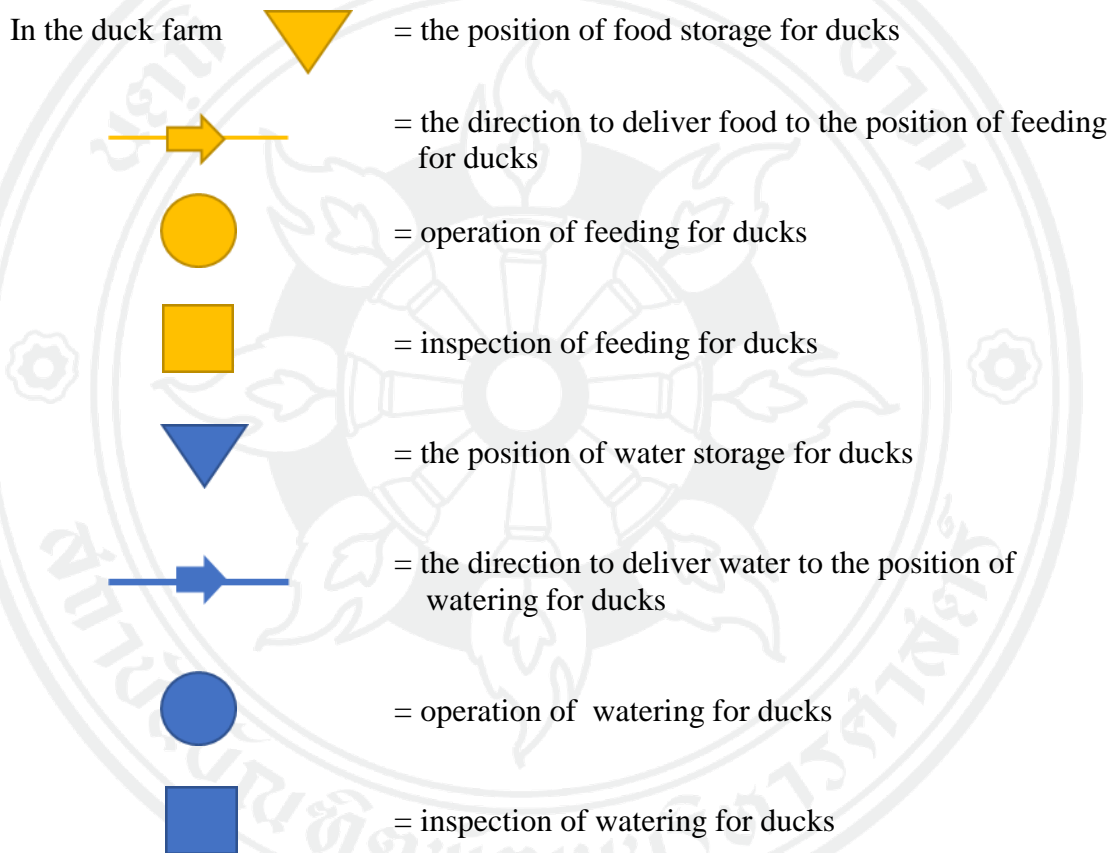 In the duck farm = the position of food storage for ducks
= the direction to deliver food to the position of feeding
for ducks
= operation of feeding for ducks
= inspection of feeding for ducks
= the position of water storage for ducks
= the direction to deliver water to the position of
watering for ducks
= operation of watering for ducks
= inspection of watering for ducks